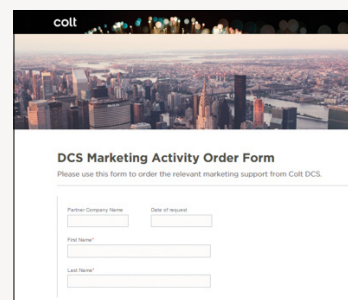 colt
DCS Marketing Activity Order Form
Please use this form to order the relevant marketing support from Colt DCS.
Partner Company Name Date of request
First Name*
Last Name*